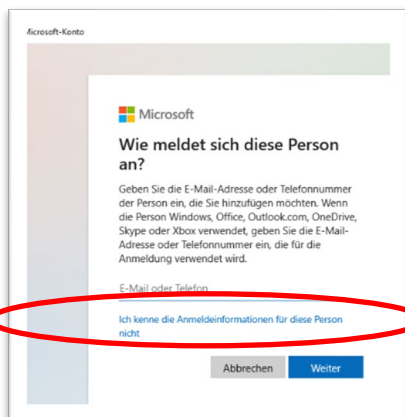 Microsoft-Konto
Microsoft
Wie meldet sich diese Person
an?
Geben Sie die E-Mail-Adresse oder Telefonnummer
der Person ein, die Sie hinzufügen möchten. Wenn
die Person Windows, Office, Outlook.com, OneDrive,
Skype oder Xbox verwendet, geben Sie die E-Mail-
Adresse oder Telefonnummer ein, die für die
Anmeldung verwendet wird.
E-Mail oder Telefon
Ich kenne die Anmeldeinformationen für diese Person
nicht
Abbrechen
Weiter